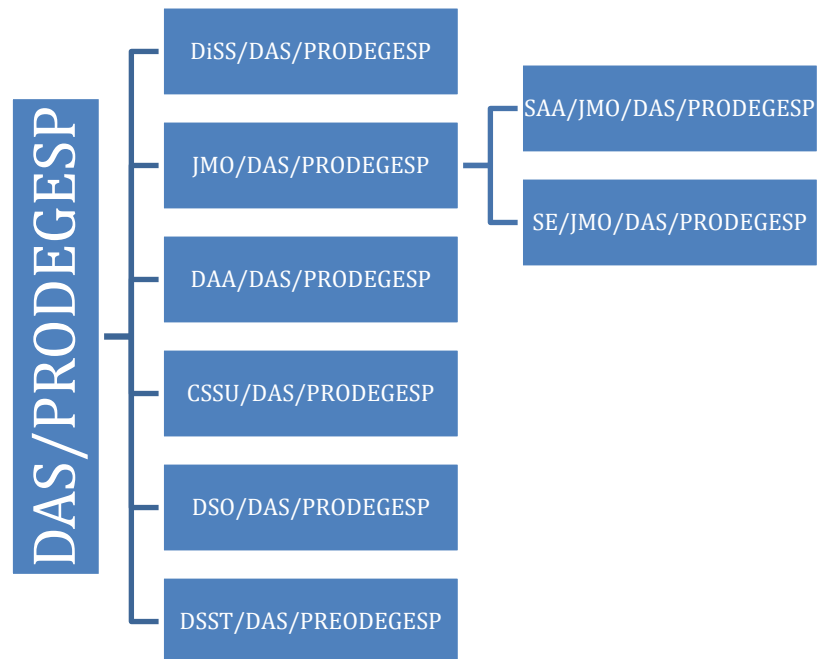 DAS/PRODEGESP
DiSS/DAS/PRODEGESP
JMO/DAS/PRODEGESP
SAA/JMO/DAS/PRODEGESP
SE/JMO/DAS/PRODEGESP
DAA/DAS/PRODEGESP
CSSU/DAS/PRODEGESP
DSO/DAS/PRODEGESP
DSST/DAS/PREODEGESP